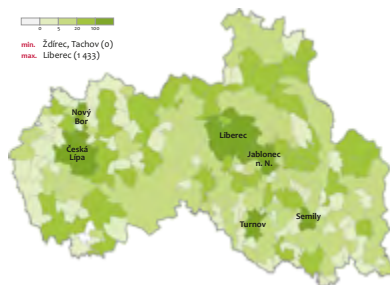 0 5 20 100
min. Ždírec, Tachov (0)
max. Liberec (1 433)
Nový
Bor
Česká
Lípa
Liberec
Jablonec
n. N.
Turnov
Semily